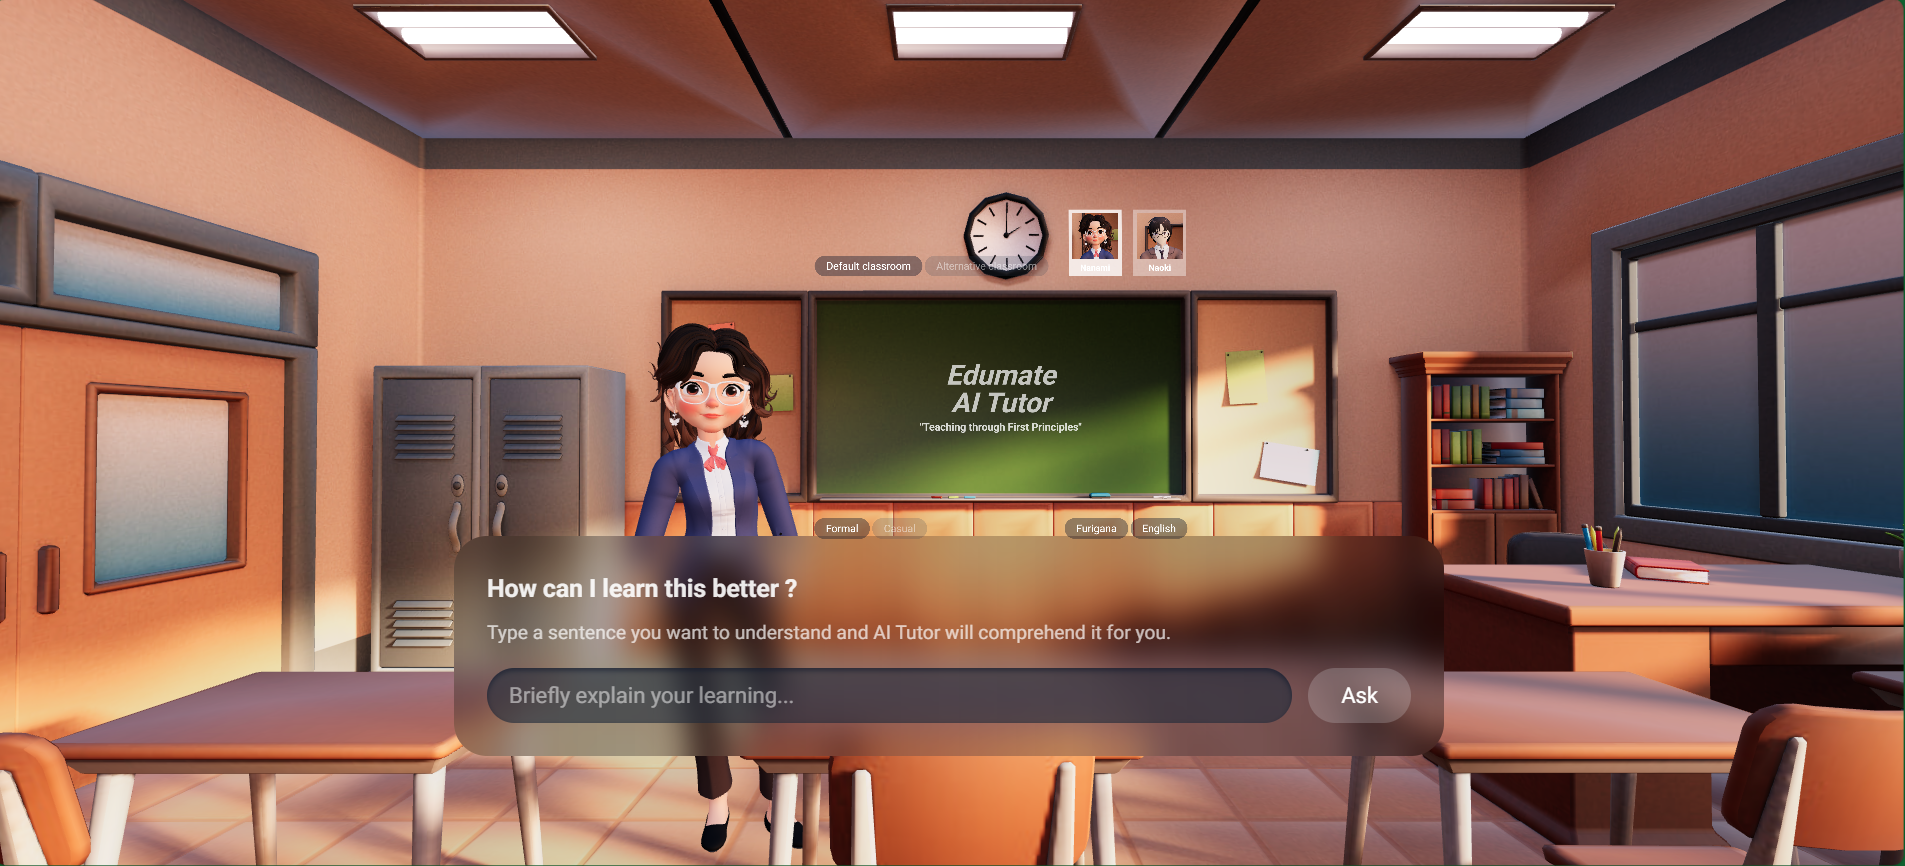 Default classroom
Alternative classroom
Naoki
Edumate
AI Tutor
"Teaching through First Principles"
Formal
Casual
Furigana
English
How can I learn this better ?
Type a sentence you want to understand and AI Tutor will comprehend it for you.
Briefly explain your learning...
Ask